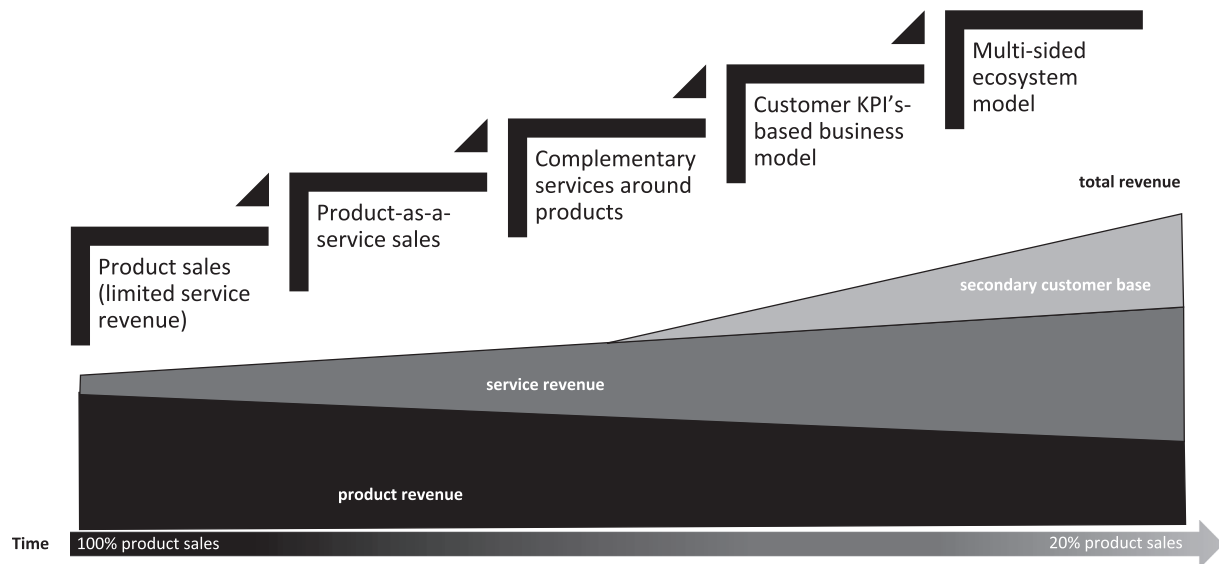 Multi-sided
ecosystem
model
Customer KPI's-
based business
model
Complementary
services around
products
Product-as-a-
service sales
Product sales
(limited service
revenue)
total revenue
secondary customer base
service revenue
product revenue
Time
100% product sales
20% product sales